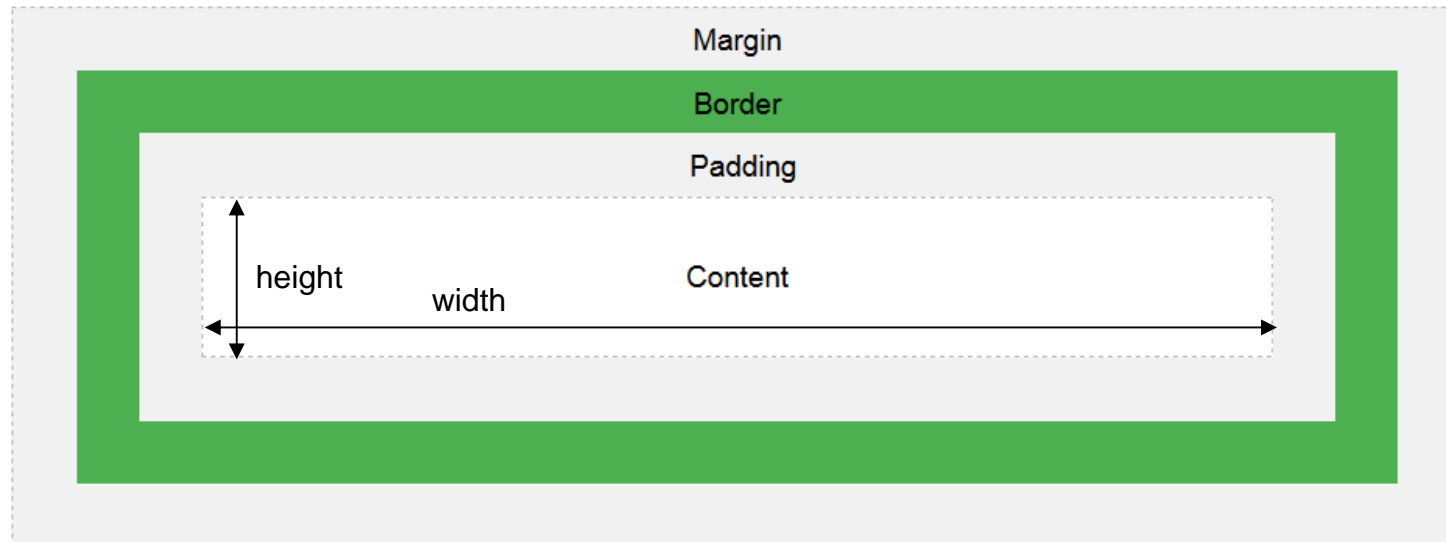 Margin
Border
Padding
height
Content
width